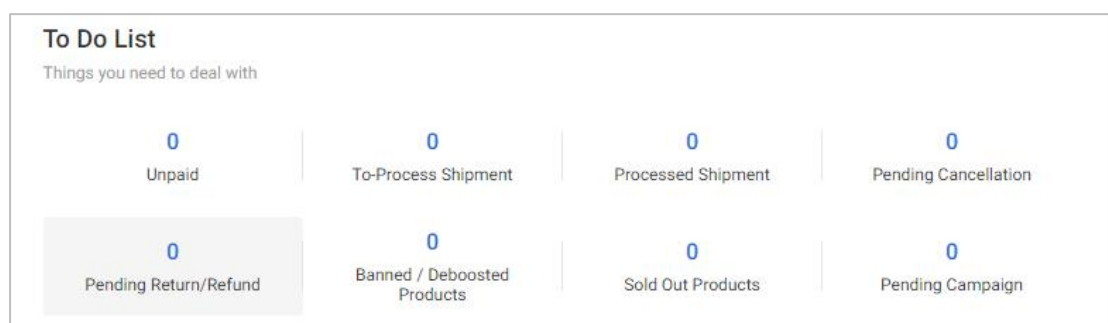 To Do List
Things you need to deal with
0
Unpaid
0
To-Process Shipment
0
Processed Shipment
0
Pending Cancellation
0
Pending Return/Refund
0
Banned / Deboosted
Products
0
Sold Out Products
0
Pending Campaign